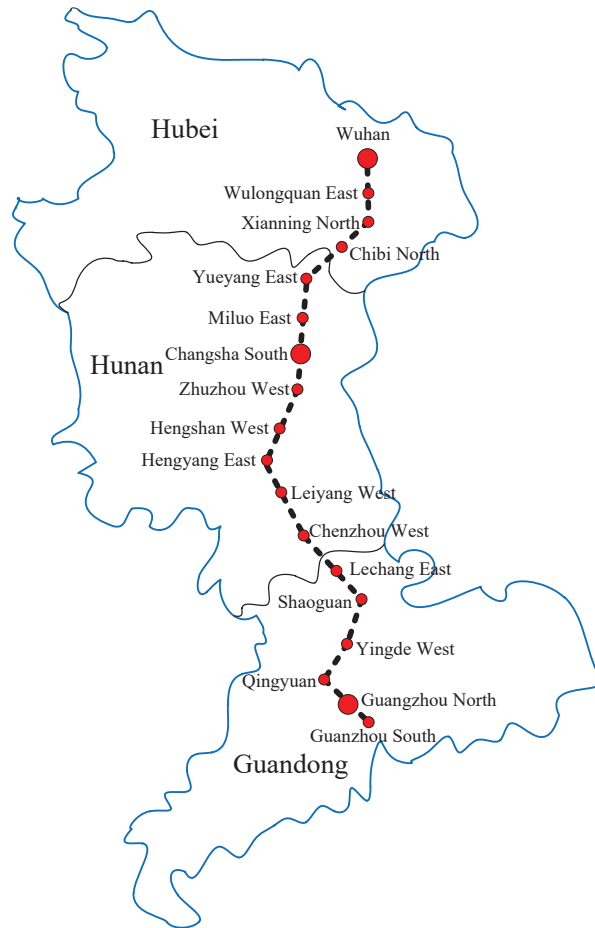 Hubei
Wuhan
Wulongquan East
Xianning North
Chibi North
Yueyang East
Miluo East
Hunan
Changsha South
Zhuzhou West
Hengshan West
Hengyang East
Leiyang West
Chenzhou West
Lechang East
Shaoguan
Yingde West
Qingyuan
Guangzhou North
Guanzhou South
Guandong